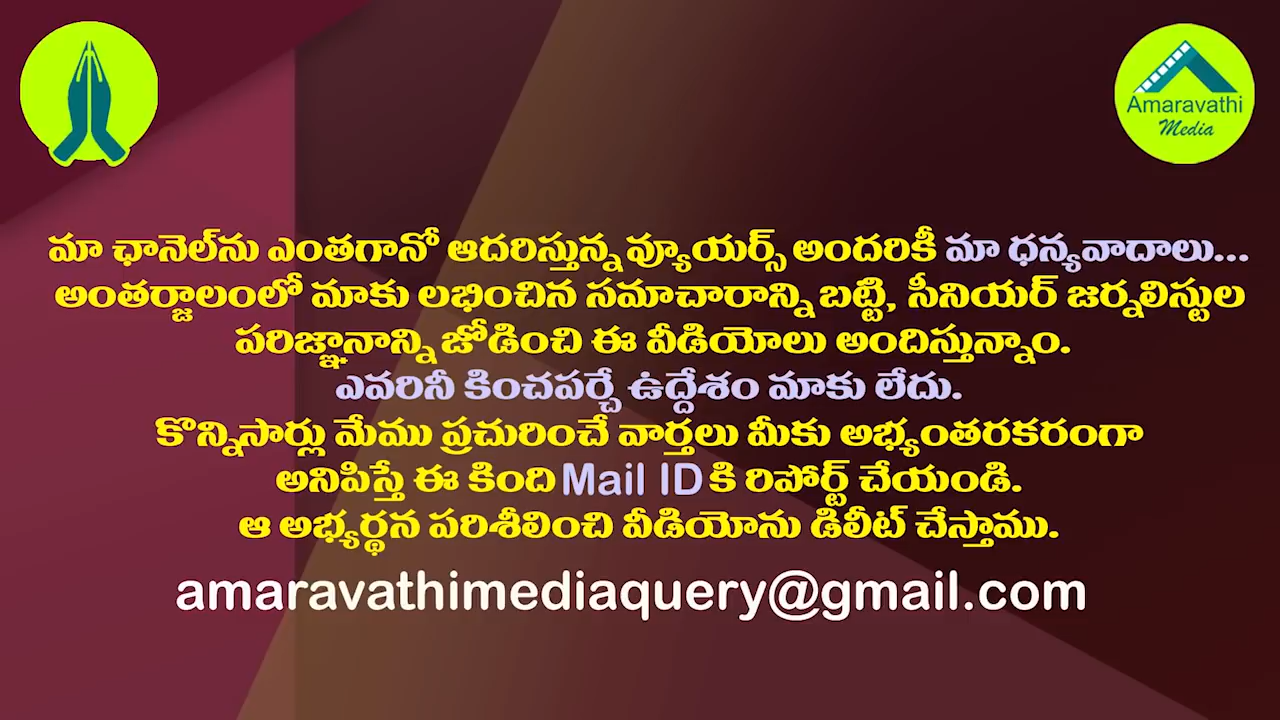 Amaravathi
Media
మా ఛానెల్‌ను ఎంతగానో ఆదరిస్తున్న వ్యూయర్స్ అందరికీ మా ధన్యవాదాలు...
అంతర్జాలంలో మాకు లభించిన సమాచారాన్ని బట్టి, సీనియర్ జర్నలిస్టుల
పరిజ్ఞానాన్ని జోడించి ఈ వీడియోలు అందిస్తున్నాం.
ఎవరినీ కించపర్చే ఉద్దేశం మాకు లేదు.
కొన్నిసార్లు మేము ప్రచురించే వార్తలు మీకు అభ్యంతరకరంగా
అనిపిస్తే ఈ కింది Mail ID కి రిపోర్ట్ చేయండి.
ఆ అభ్యర్థన పరిశీలించి వీడియోను డిలీట్ చేస్తాము.
amaravathimediaquery@gmail.com